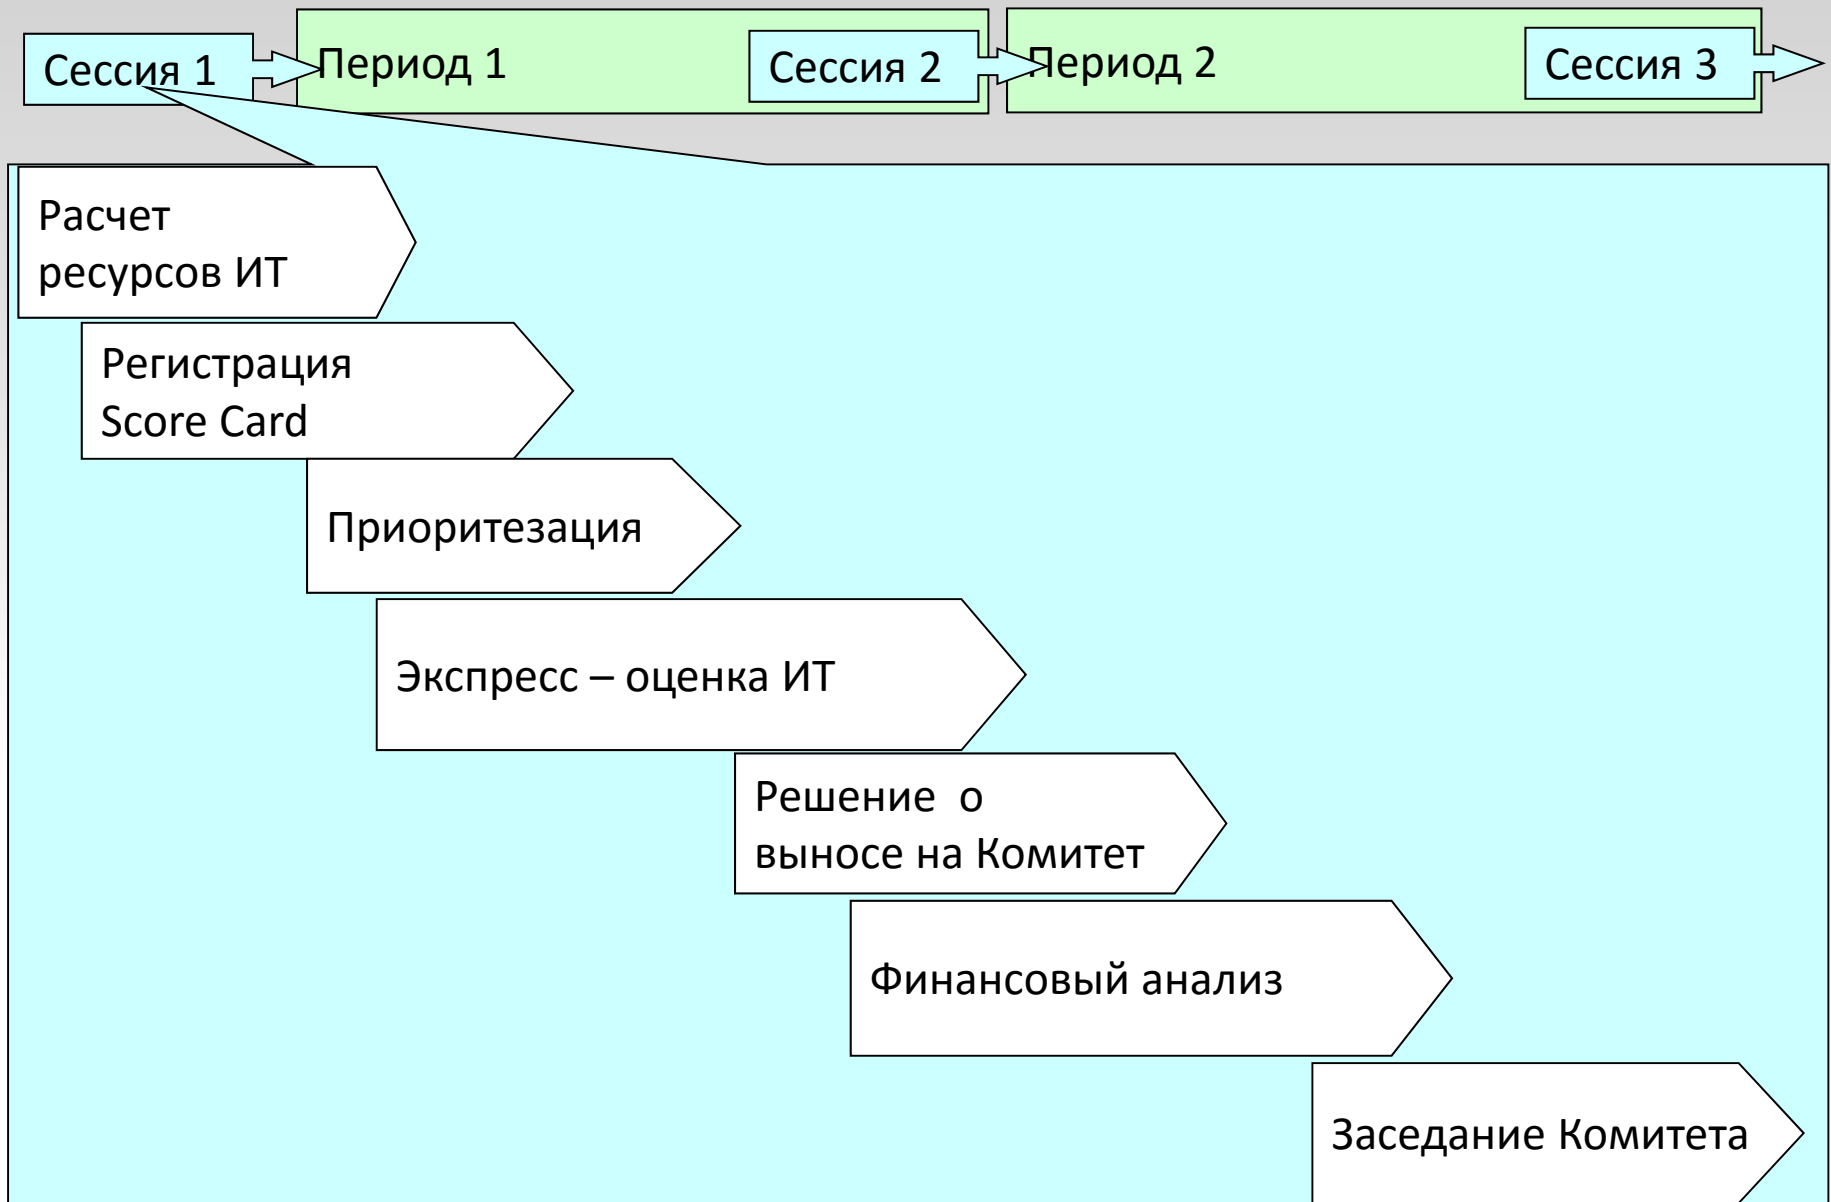 Сессия 1
Период 1
Сессия 2
Период 2
Сессия 3
Расчет
ресурсов ИТ
Регистрация
Score Card
Приоритезация
Экспресс – оценка ИТ
Решение о
выносе на Комитет
Финансовый анализ
Заседание Комитета